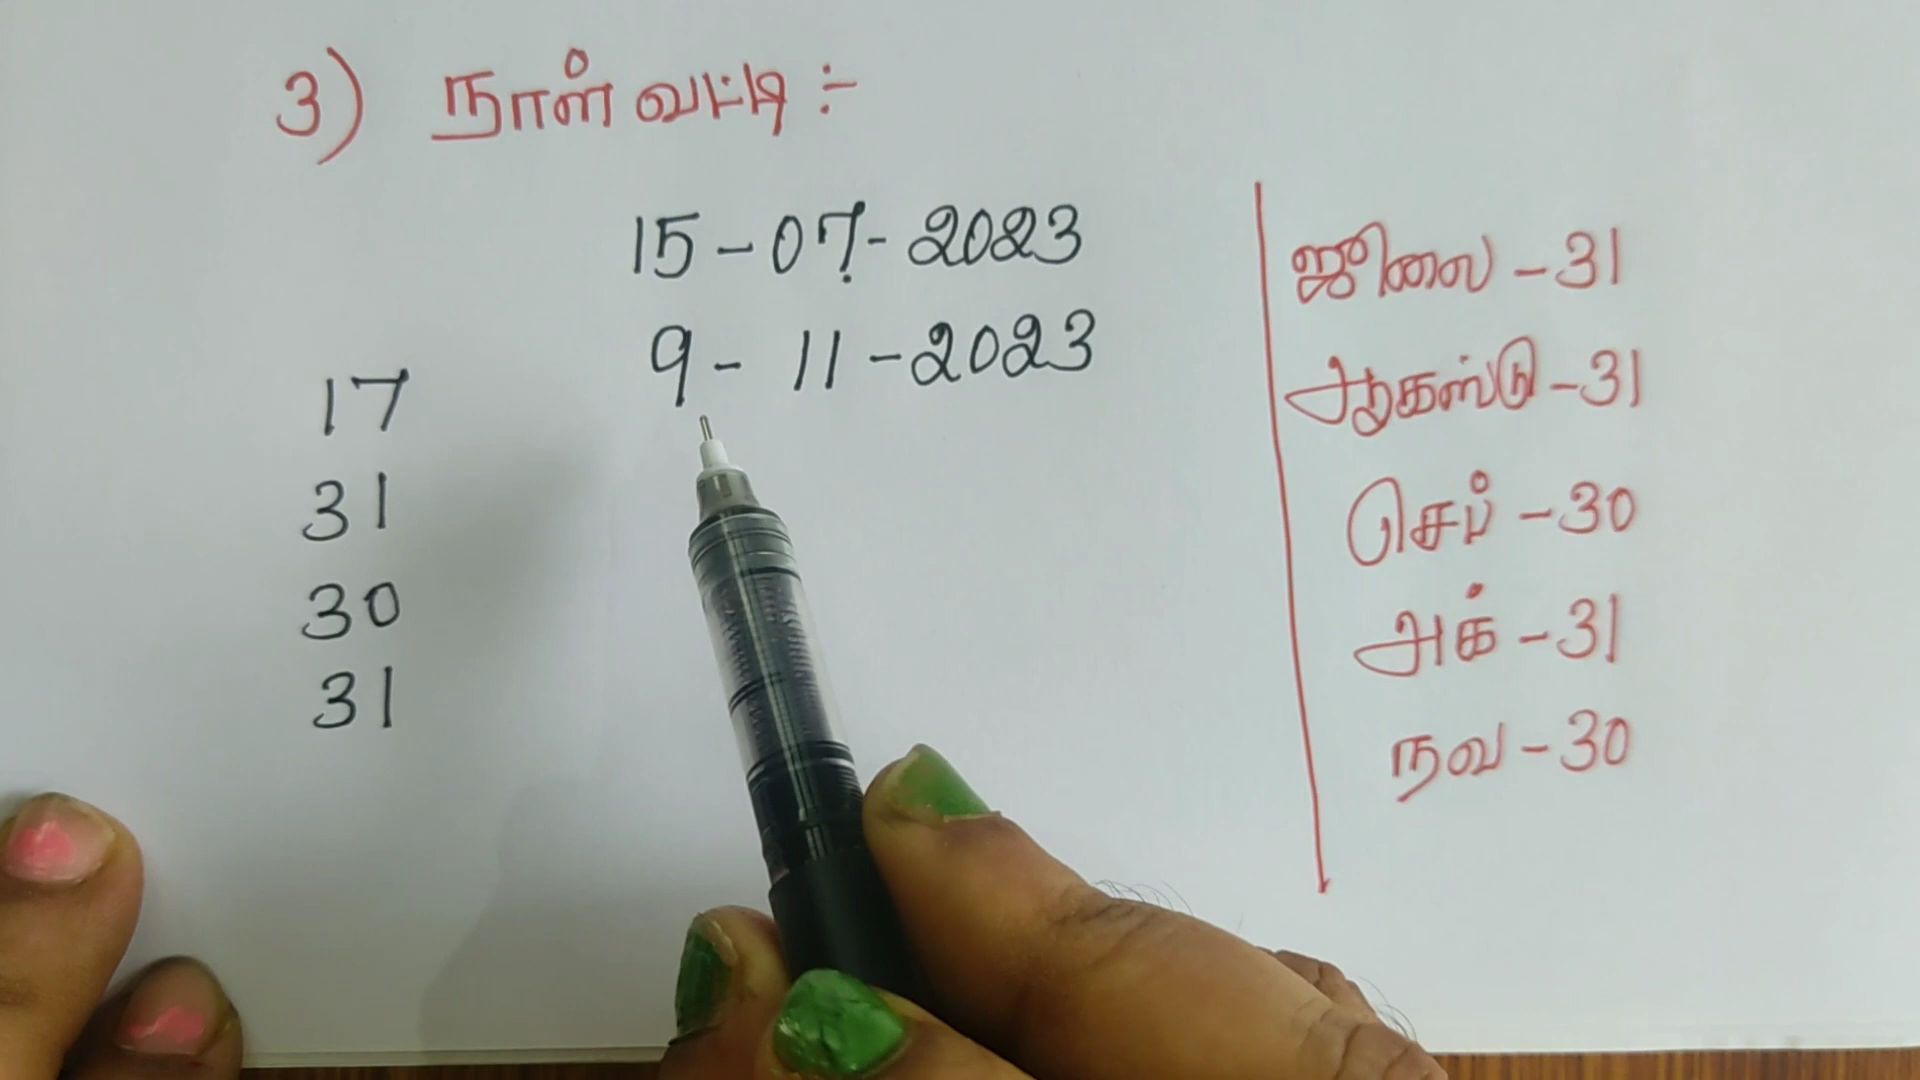 3) நாள் வட்டி :-
15-07-2023
9-11-2023
17
31
30
31
ஜூலை -31
ஆகஸ்டு -31
செப் -30
அக் -31
நவ -30